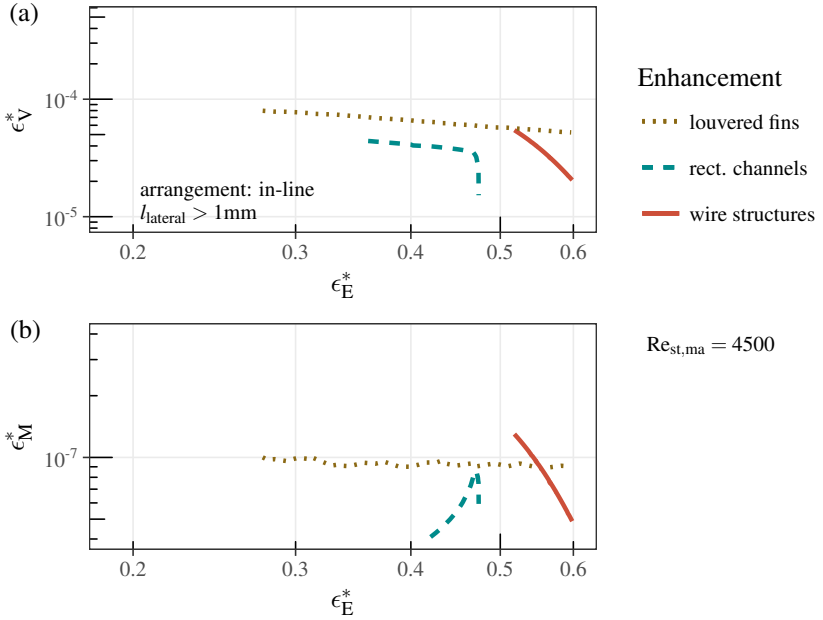 (a)
10⁻⁴
10⁻⁵
ϵ*_V
arrangement: in-line
l_lateral > 1mm
0.2 0.3 0.4 0.5 0.6
ϵ*_E
Enhancement
louvered fins
rect. channels
wire structures
(b)
Re_st,ma = 4500
10⁻⁷
ϵ*_M
0.2 0.3 0.4 0.5 0.6
ϵ*_E